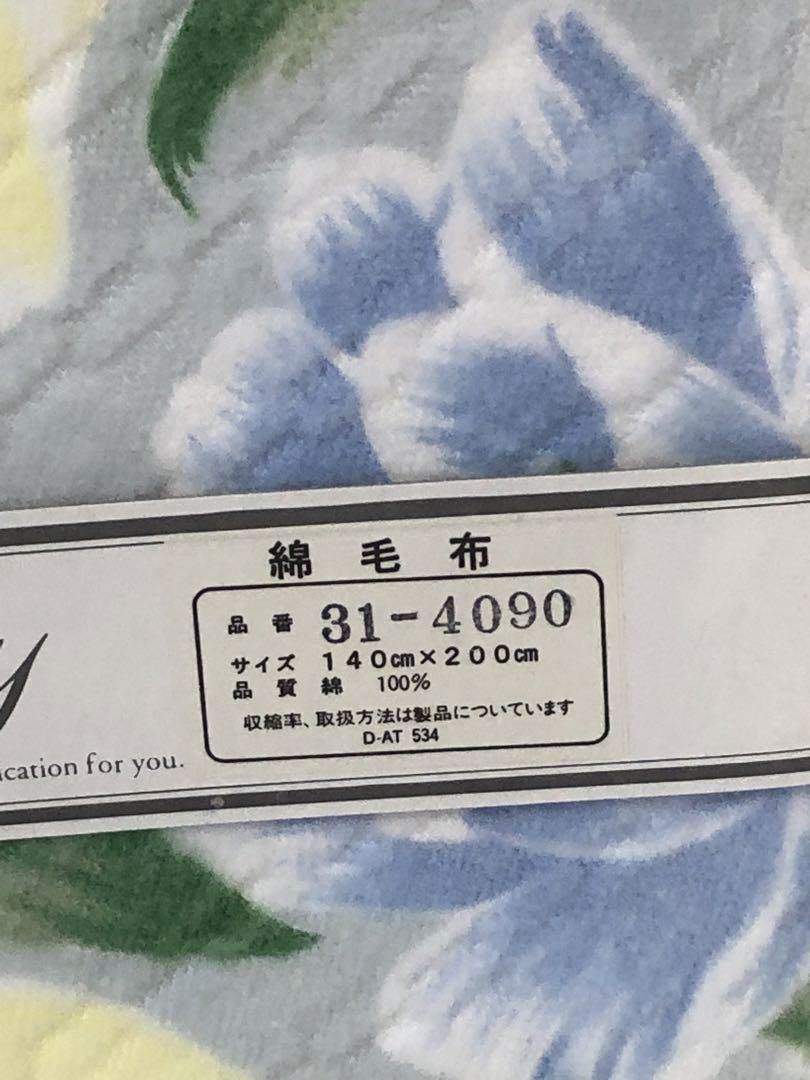 綿毛布
品番 31-4090
サイズ 140cm×200cm
品質 綿 100%
収縮率、取扱方法は製品についています
D-AT 534
y
for you.